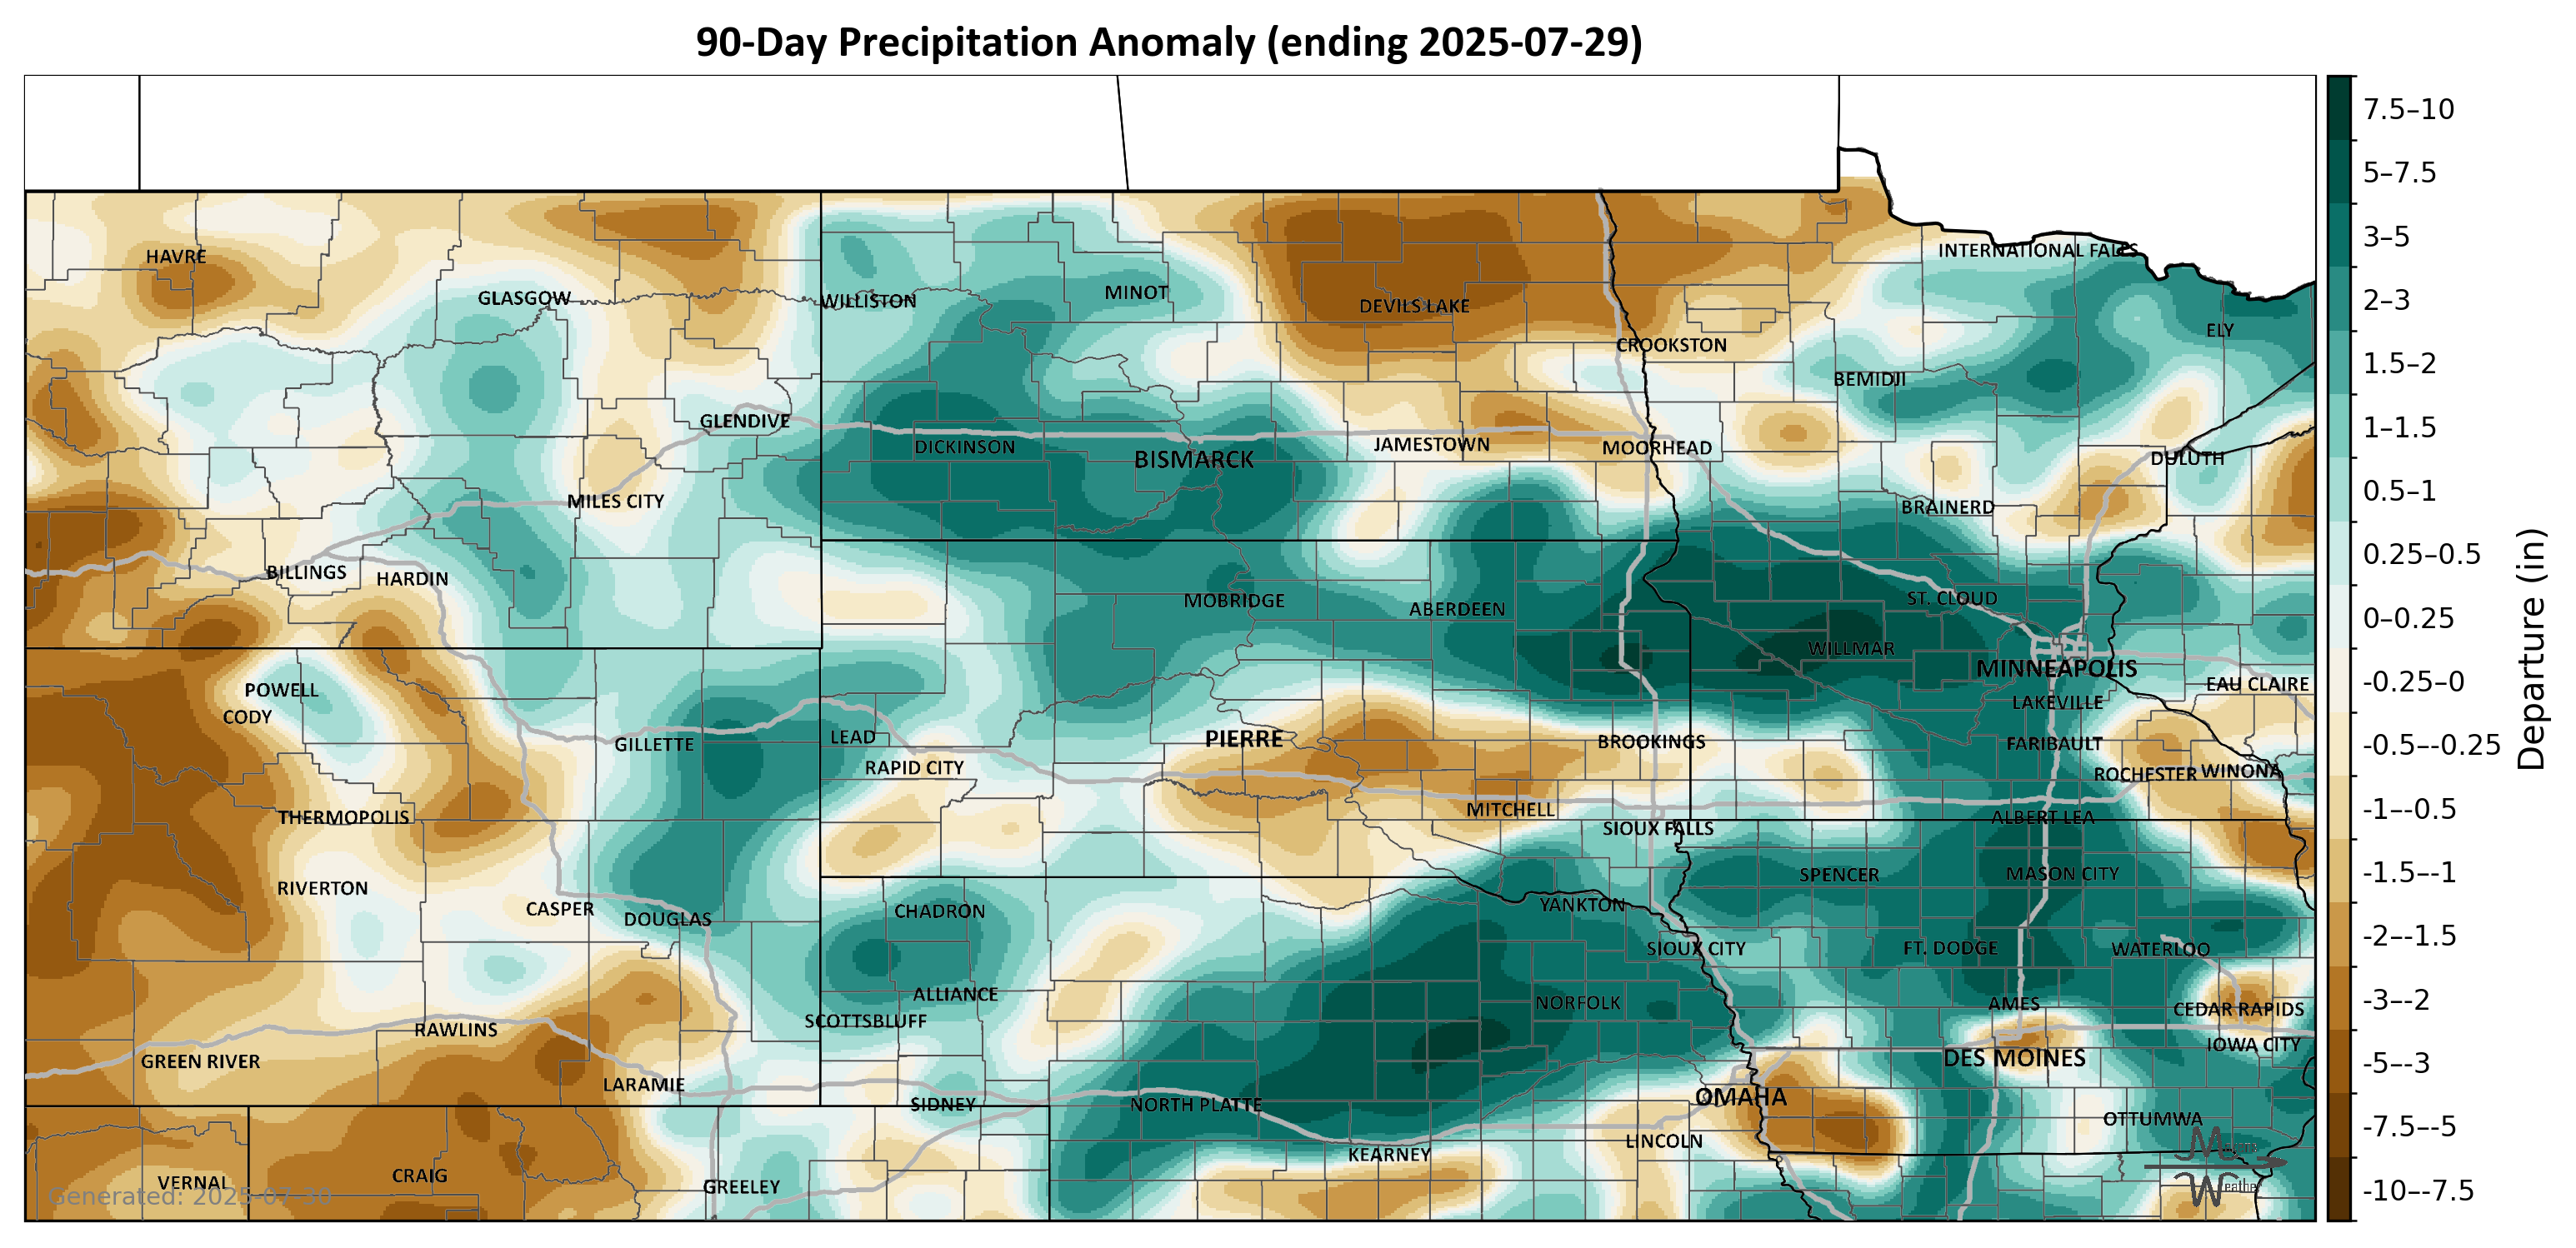 90-Day Precipitation Anomaly (ending 2025-07-29)
HAVRE
GLASGOW
WILLISTON
MINOT
DEVILS LAKE
INTERNATIONAL FALLS
ELY
CROOKSTON
BEMIDJI
GLENDIVE
DICKINSON
BISMARCK
JAMESTOWN
MOORHEAD
DULUTH
MILES CITY
BRAINERD
BILLINGS
HARDIN
MOBRIDGE
ABERDEEN
ST. CLOUD
WILLMAR
MINNEAPOLIS
EAU CLAIRE
POWELL
CODY
LAKEVILLE
GILLETTE
LEAD
PIERRE
BROOKINGS
FARIBAULT
RAPID CITY
ROCHESTER
WINONA
THERMOPOLIS
MITCHELL
ALBERT LEA
SIOUX FALLS
RIVERTON
SPENCER
MASON CITY
CASPER
DOUGLAS
CHADRON
YANKTON
SIOUX CITY
FT. DODGE
WATERLOO
ALLIANCE
NORFOLK
AMES
CEDAR RAPIDS
SCOTTSBLUFF
RAWLINS
GREEN RIVER
IOWA CITY
DES MOINES
LARAMIE
SIDNEY
NORTH PLATTE
OMAHA
OTTUMWA
LINCOLN
KEARNEY
VERNAL
CRAIG
GREELEY
Generated: 2025-07-30
7.5–10
5–7.5
3–5
2–3
1.5–2
1–1.5
0.5–1
0.25–0.5
0–0.25
-0.25–0
-0.5–-0.25
-1–-0.5
-1.5–-1
-2–-1.5
-3–-2
-5–-3
-7.5–-5
-10–-7.5
Departure (in)